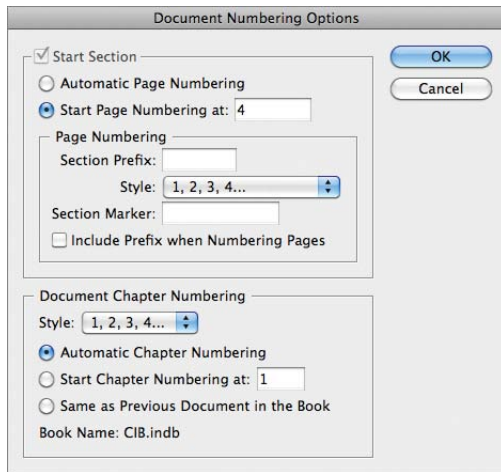 Document Numbering Options
Start Section
OK
Automatic Page Numbering
Cancel
Start Page Numbering at: 4
Page Numbering
Section Prefix:
Style: 1, 2, 3, 4...
Section Marker:
Include Prefix when Numbering Pages
Document Chapter Numbering
Style: 1, 2, 3, 4...
Automatic Chapter Numbering
Start Chapter Numbering at: 1
Same as Previous Document in the Book
Book Name: CIB.indb